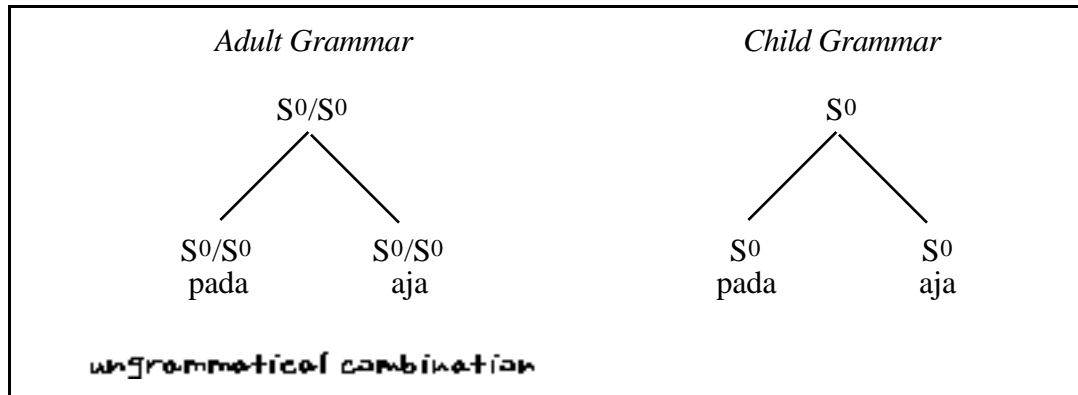 Adult Grammar Child Grammar
S0/S0 S0
S0/S0 S0/S0 S0 S0
pada aja pada aja
ungrammatical combination